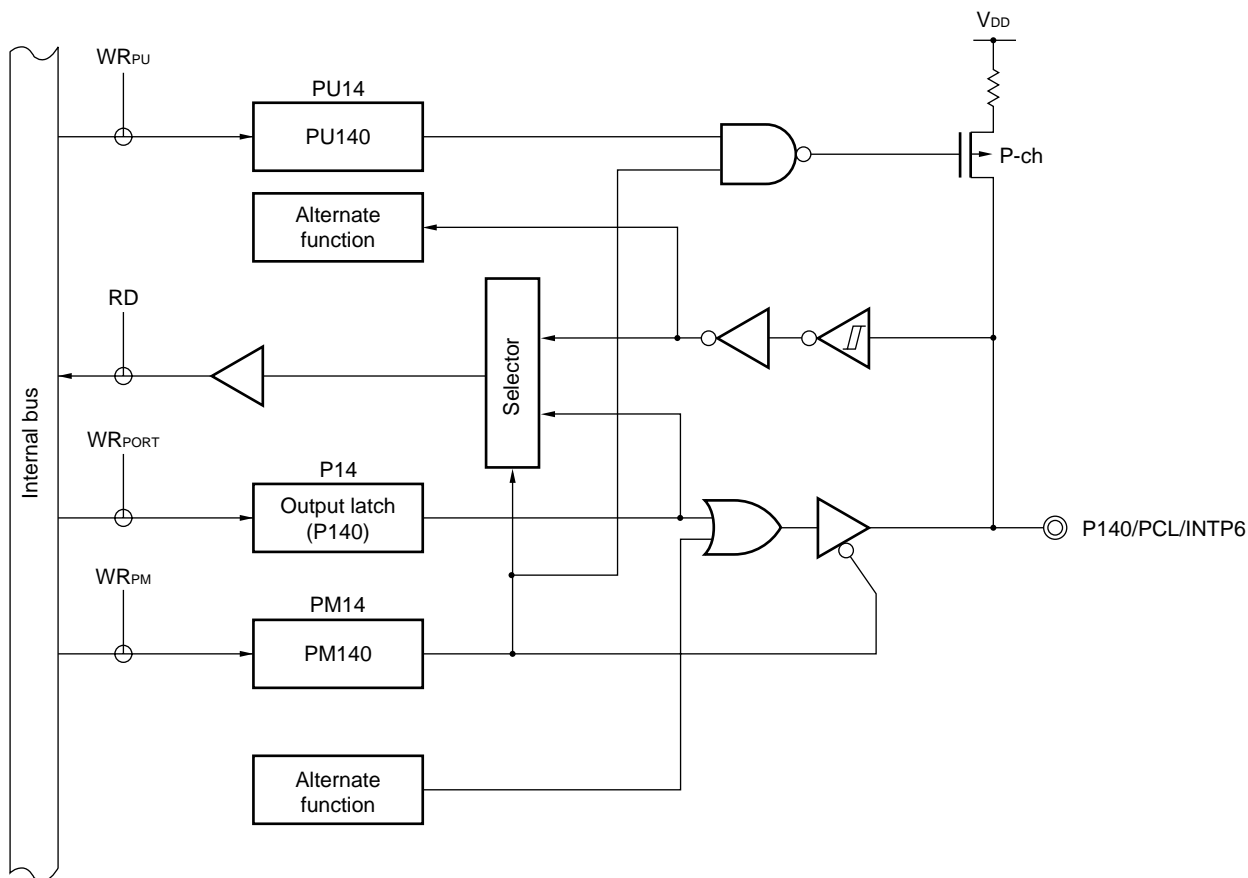 VDD
WRPU
PU14
PU140
P-ch
Alternate
function
RD
Selector
Internal bus
WRPORT
P14
Output latch
(P140)
P140/PCL/INTP6
WRPM
PM14
PM140
Alternate
function